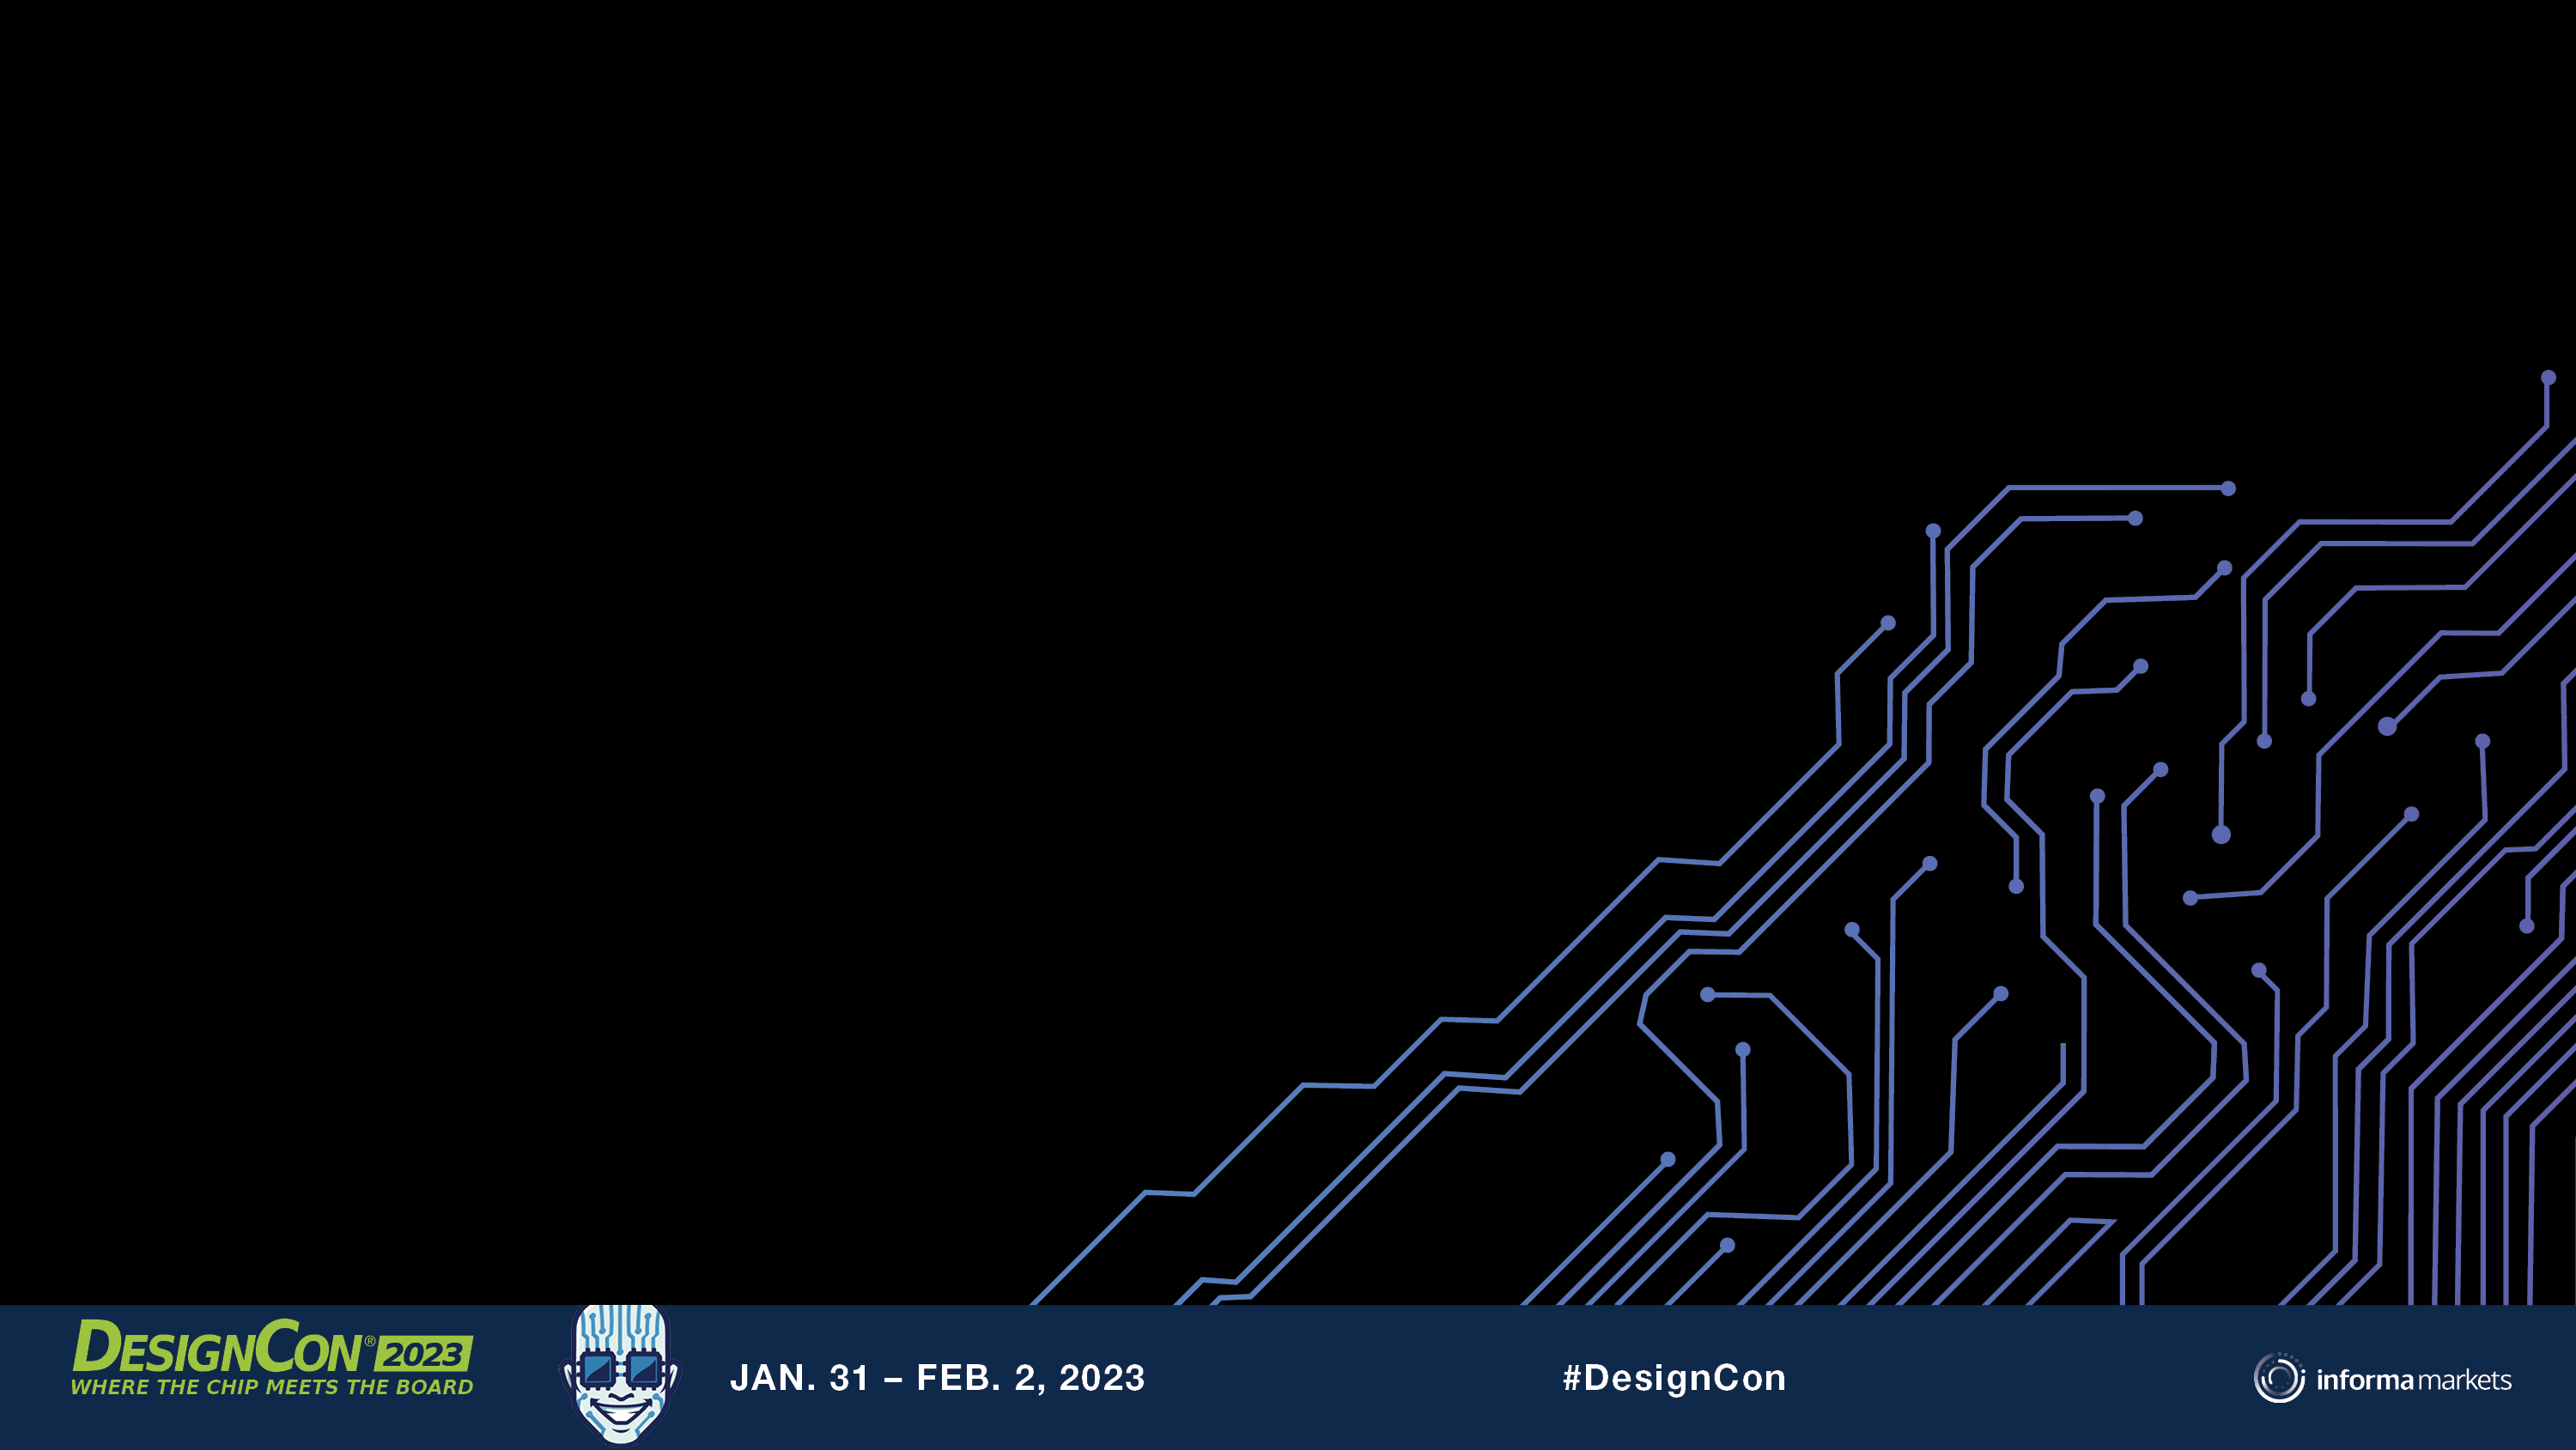 DESIGNCON® 2023
WHERE THE CHIP MEETS THE BOARD
JAN. 31 – FEB. 2, 2023
#DesignCon
informa markets